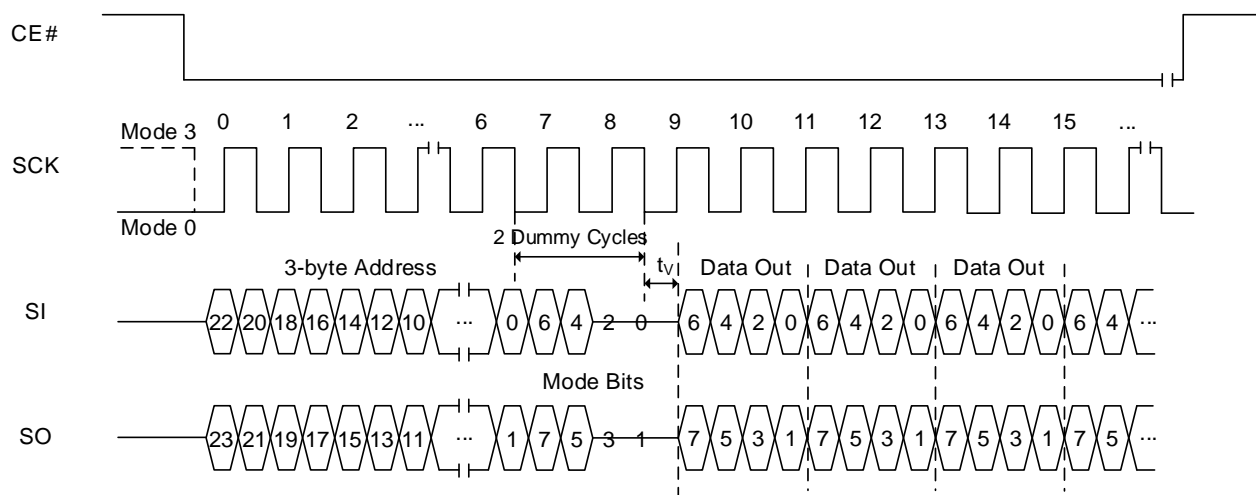 CE#
0 1 2 ... 6 7 8 9 10 11 12 13 14 15 ...
Mode 3
SCK
Mode 0
2 Dummy Cycles
3-byte Address tV Data Out Data Out Data Out
SI 22 20 18 16 14 12 10 ... 0 6 4 2 0 6 4 2 0 6 4 2 0 6 4 2 0 6 4 ...
Mode Bits
SO 23 21 19 17 15 13 11 ... 1 7 5 3 1 7 5 3 1 7 5 3 1 7 5 3 1 7 5 ...